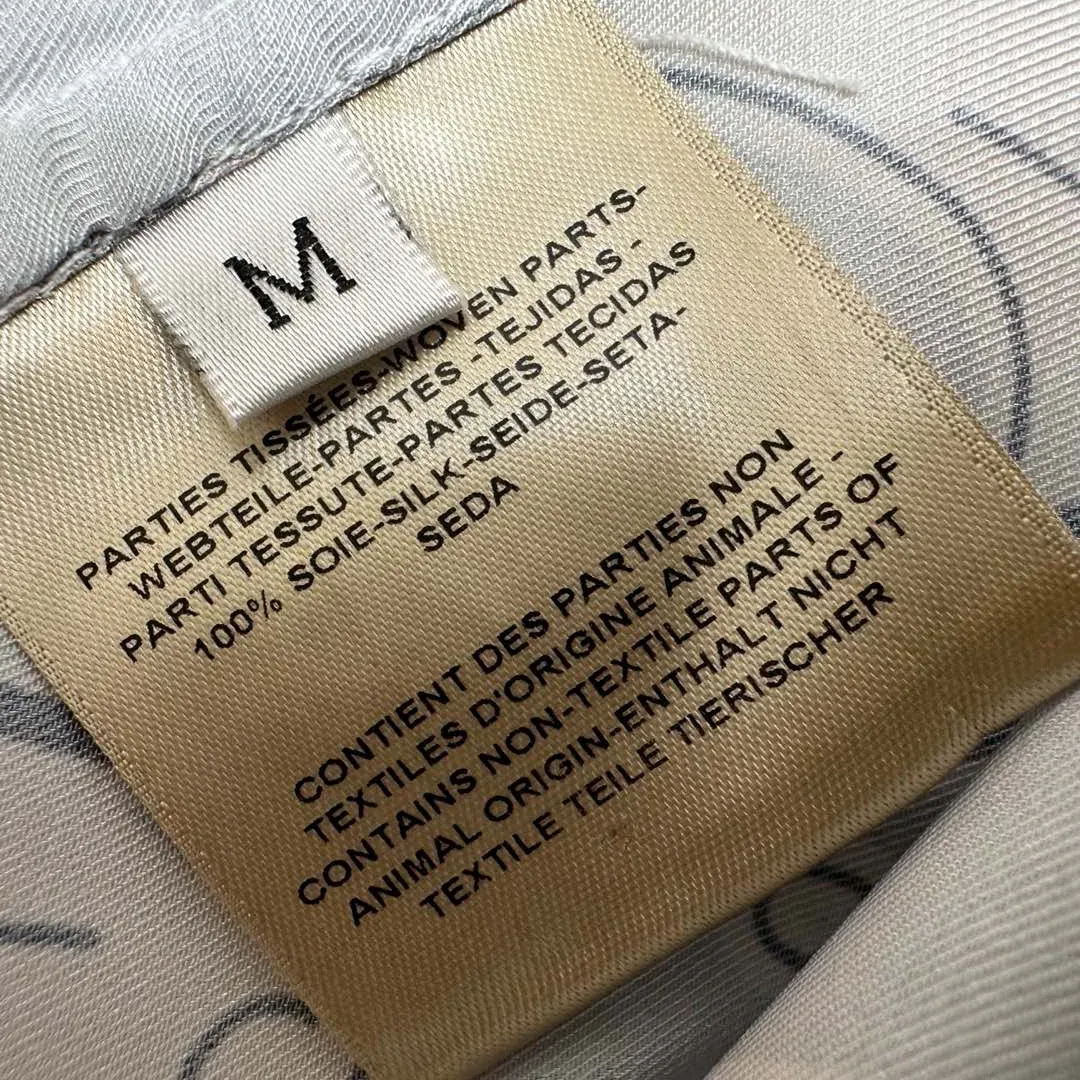 M
PARTIES TISSÉES-WOVEN PARTS-
WEBTEILE-PARTES -TEJIDAS -
PARTI TESSUTE-PARTES TECIDAS
100% SOIE-SILK-SEIDE-SETA-
SEDA
CONTIENT DES PARTIES NON
TEXTILES D'ORIGINE ANIMALE -
CONTAINS NON-TEXTILE PARTS OF
ANIMAL ORIGIN-ENTHALT NICHT
TEXTILE TEILE TIERISCHER